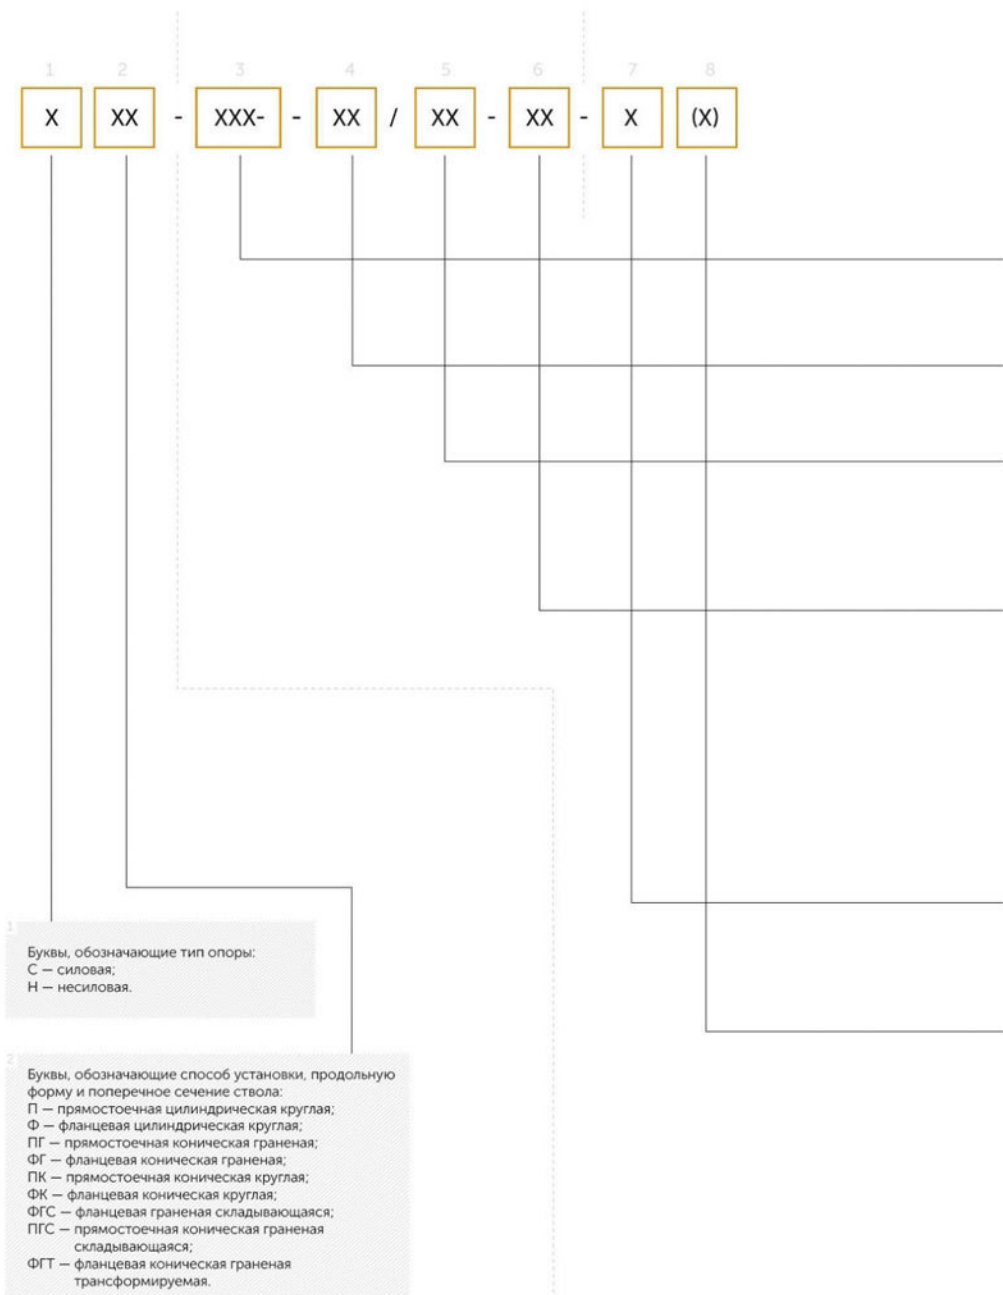 1 2 3 4 5 6 7 8
X XX - XXX- - XX / XX - XX - X (X)
1
Буквы, обозначающие тип опоры:
С — силовая;
Н — несиловая.
2
Буквы, обозначающие способ установки, продольную
форму и поперечное сечение ствола:
П — прямостоечная цилиндрическая круглая;
Ф — фланцевая цилиндрическая круглая;
ПГ — прямостоечная коническая граненая;
ФГ — фланцевая коническая граненая;
ПК — прямостоечная коническая круглая;
ФК — фланцевая коническая круглая;
ФГС — фланцевая граненая складывающаяся;
ПГС — прямостоечная коническая граненая
складывающаяся;
ФГТ — фланцевая коническая граненая
трансформируемая.